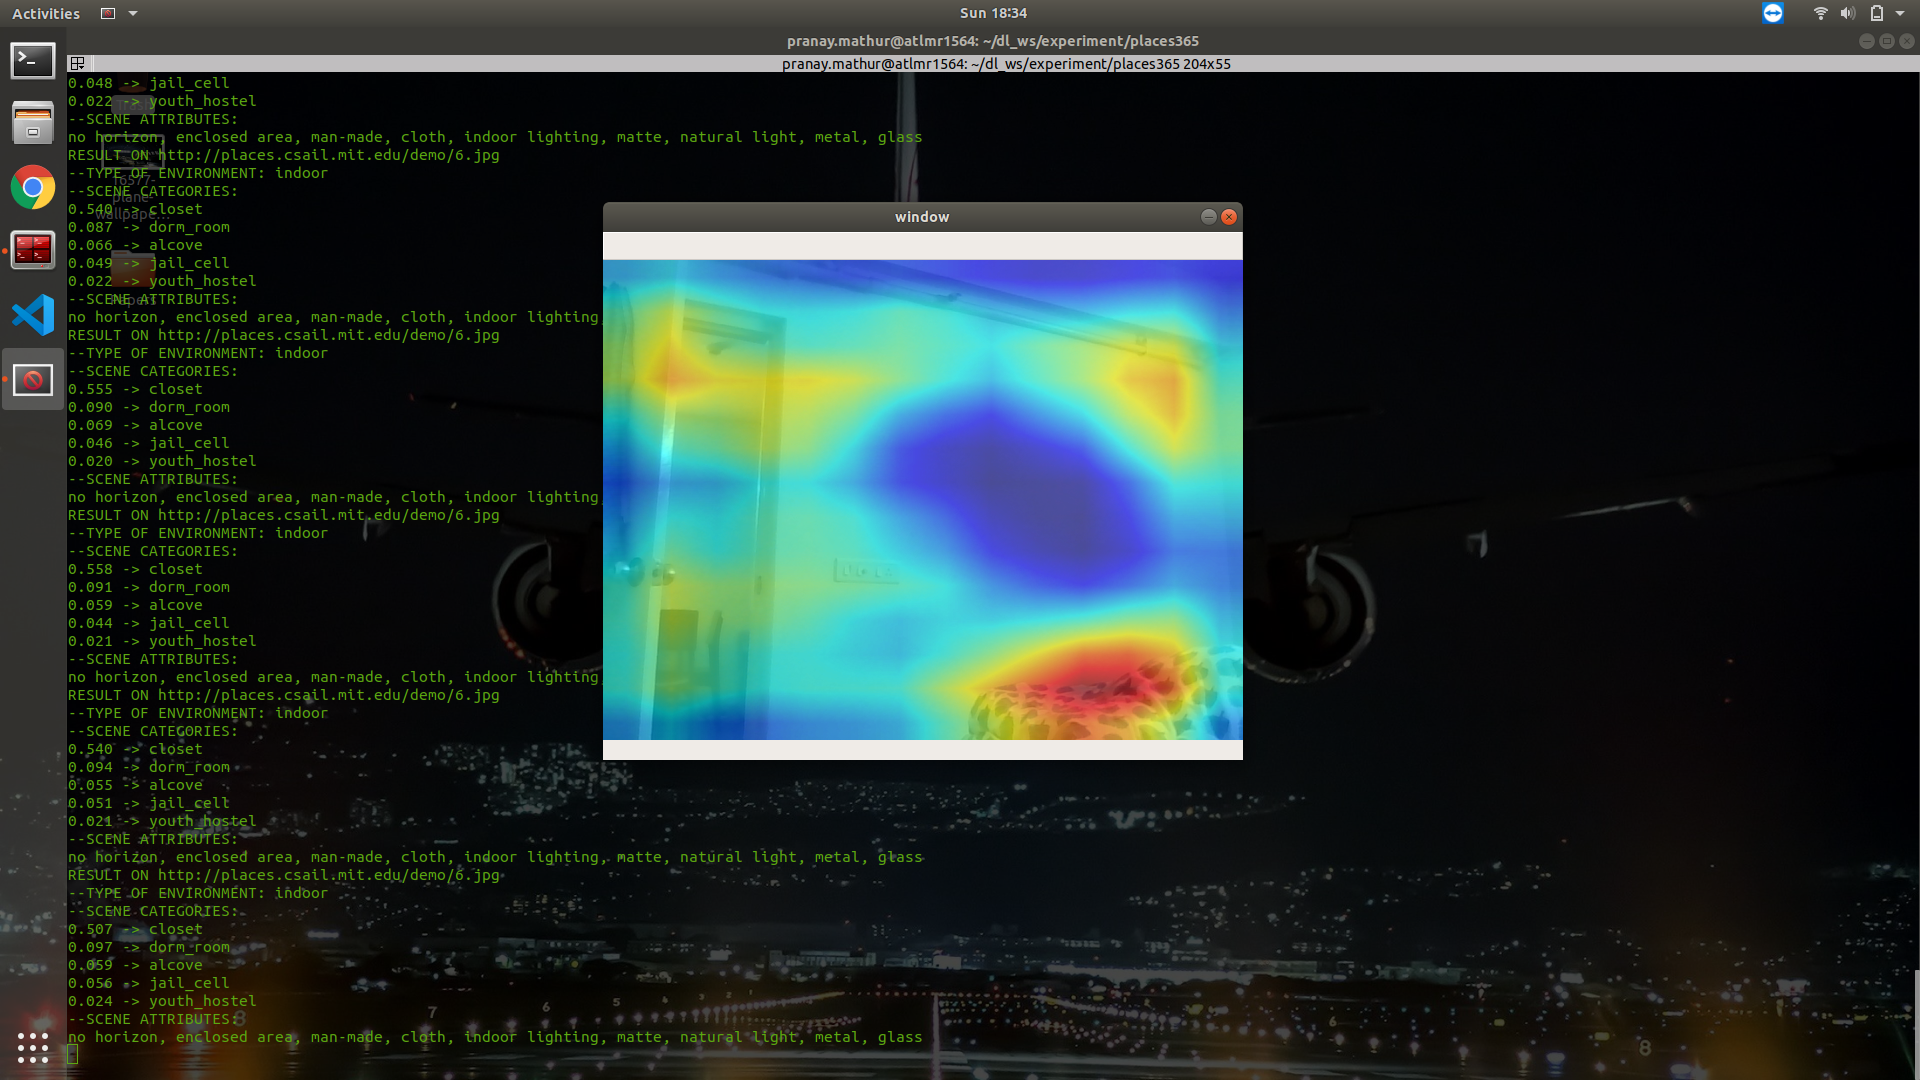 Activities
Sun 18:34
pranay.mathur@atlmr1564: ~/dl_ws/experiment/places365
pranay.mathur@atlmr1564: ~/dl_ws/experiment/places365 204x55
0.048 -> jail_cell
0.022 -> youth_hostel
--SCENE ATTRIBUTES:
no horizon, enclosed area, man-made, cloth, indoor lighting, matte, natural light, metal, glass
RESULT ON http://places.csail.mit.edu/demo/6.jpg
--TYPE OF ENVIRONMENT: indoor
--SCENE CATEGORIES:
0.540 -> closet
0.087 -> dorm_room
0.066 -> alcove
0.049 -> jail_cell
0.022 -> youth_hostel
--SCENE ATTRIBUTES:
no horizon, enclosed area, man-made, cloth, indoor lighting,
RESULT ON http://places.csail.mit.edu/demo/6.jpg
--TYPE OF ENVIRONMENT: indoor
--SCENE CATEGORIES:
0.555 -> closet
0.090 -> dorm_room
0.069 -> alcove
0.046 -> jail_cell
0.020 -> youth_hostel
--SCENE ATTRIBUTES:
no horizon, enclosed area, man-made, cloth, indoor lighting,
RESULT ON http://places.csail.mit.edu/demo/6.jpg
--TYPE OF ENVIRONMENT: indoor
--SCENE CATEGORIES:
0.558 -> closet
0.091 -> dorm_room
0.059 -> alcove
0.044 -> jail_cell
0.021 -> youth_hostel
--SCENE ATTRIBUTES:
no horizon, enclosed area, man-made, cloth, indoor lighting,
RESULT ON http://places.csail.mit.edu/demo/6.jpg
--TYPE OF ENVIRONMENT: indoor
--SCENE CATEGORIES:
0.540 -> closet
0.094 -> dorm_room
0.055 -> alcove
0.051 -> jail_cell
0.021 -> youth_hostel
--SCENE ATTRIBUTES:
no horizon, enclosed area, man-made, cloth, indoor lighting, matte, natural light, metal, glass
RESULT ON http://places.csail.mit.edu/demo/6.jpg
--TYPE OF ENVIRONMENT: indoor
--SCENE CATEGORIES:
0.507 -> closet
0.097 -> dorm_room
0.059 -> alcove
0.056 -> jail_cell
0.024 -> youth_hostel
--SCENE ATTRIBUTES:
no horizon, enclosed area, man-made, cloth, indoor lighting, matte, natural light, metal, glass
Trash
16577-
plane-
wallpape...
Papers
window
8
7
6
5
4
6
8